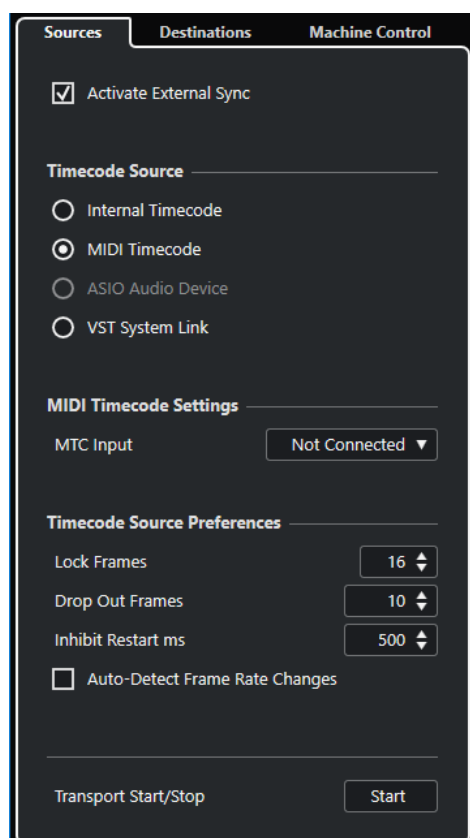 Sources Destinations Machine Control
Activate External Sync
Timecode Source
Internal Timecode
MIDI Timecode
ASIO Audio Device
VST System Link
MIDI Timecode Settings
MTC Input Not Connected
Timecode Source Preferences
Lock Frames 16
Drop Out Frames 10
Inhibit Restart ms 500
Auto-Detect Frame Rate Changes
Transport Start/Stop Start